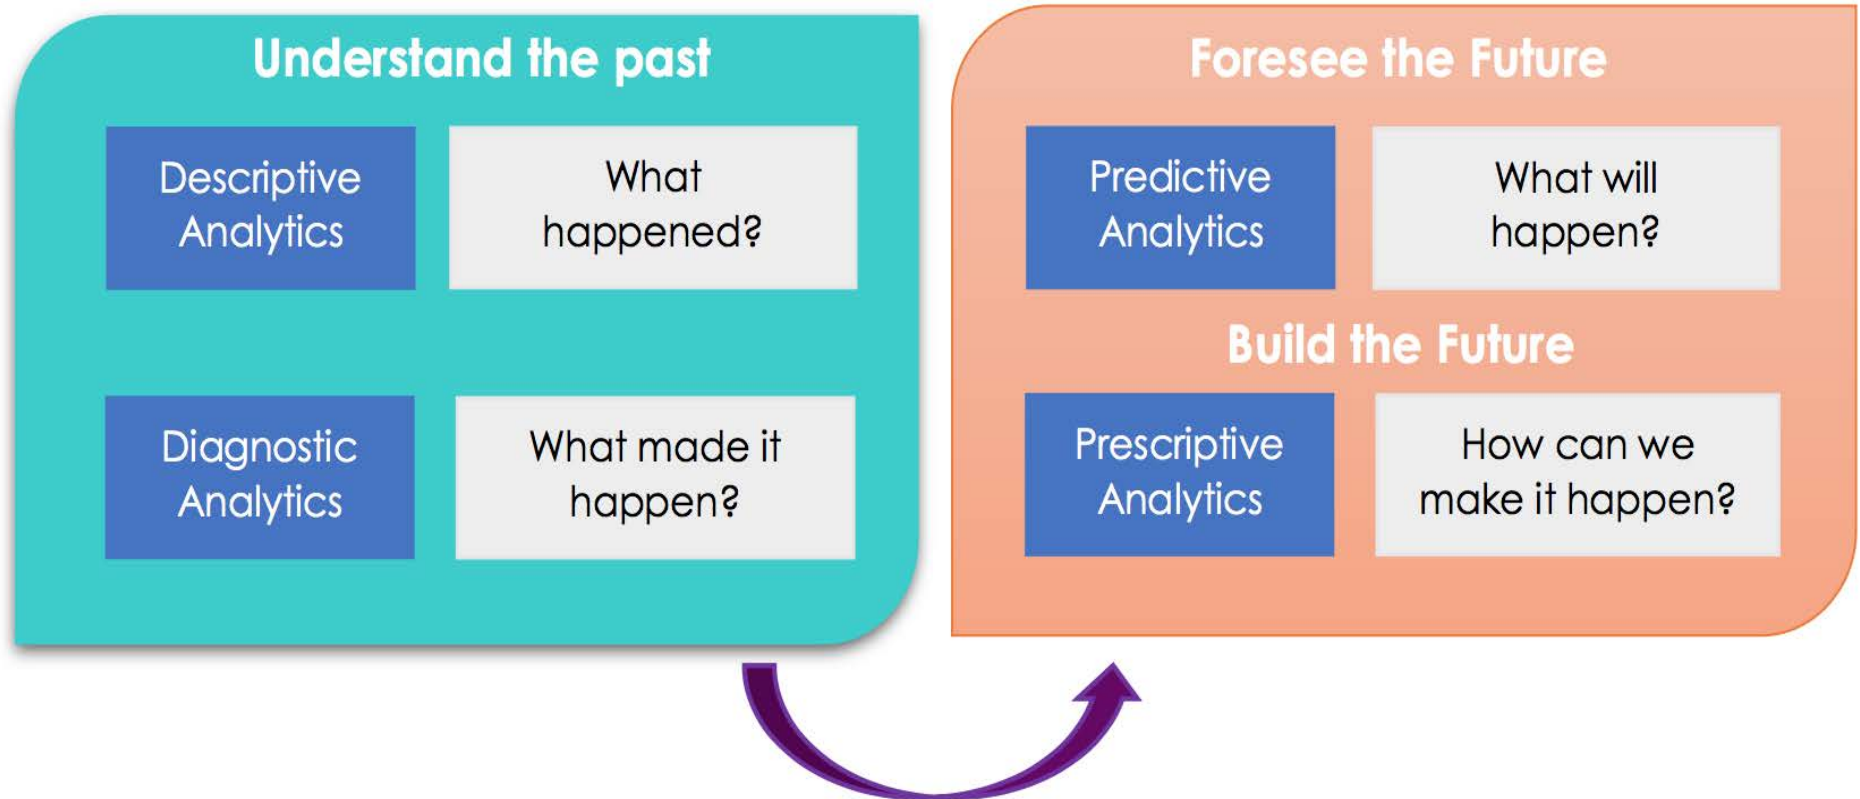 Understand the past
Descriptive
Analytics
What
happened?
Diagnostic
Analytics
What made it
happen?
Foresee the Future
Predictive
Analytics
What will
happen?
Build the Future
Prescriptive
Analytics
How can we
make it happen?